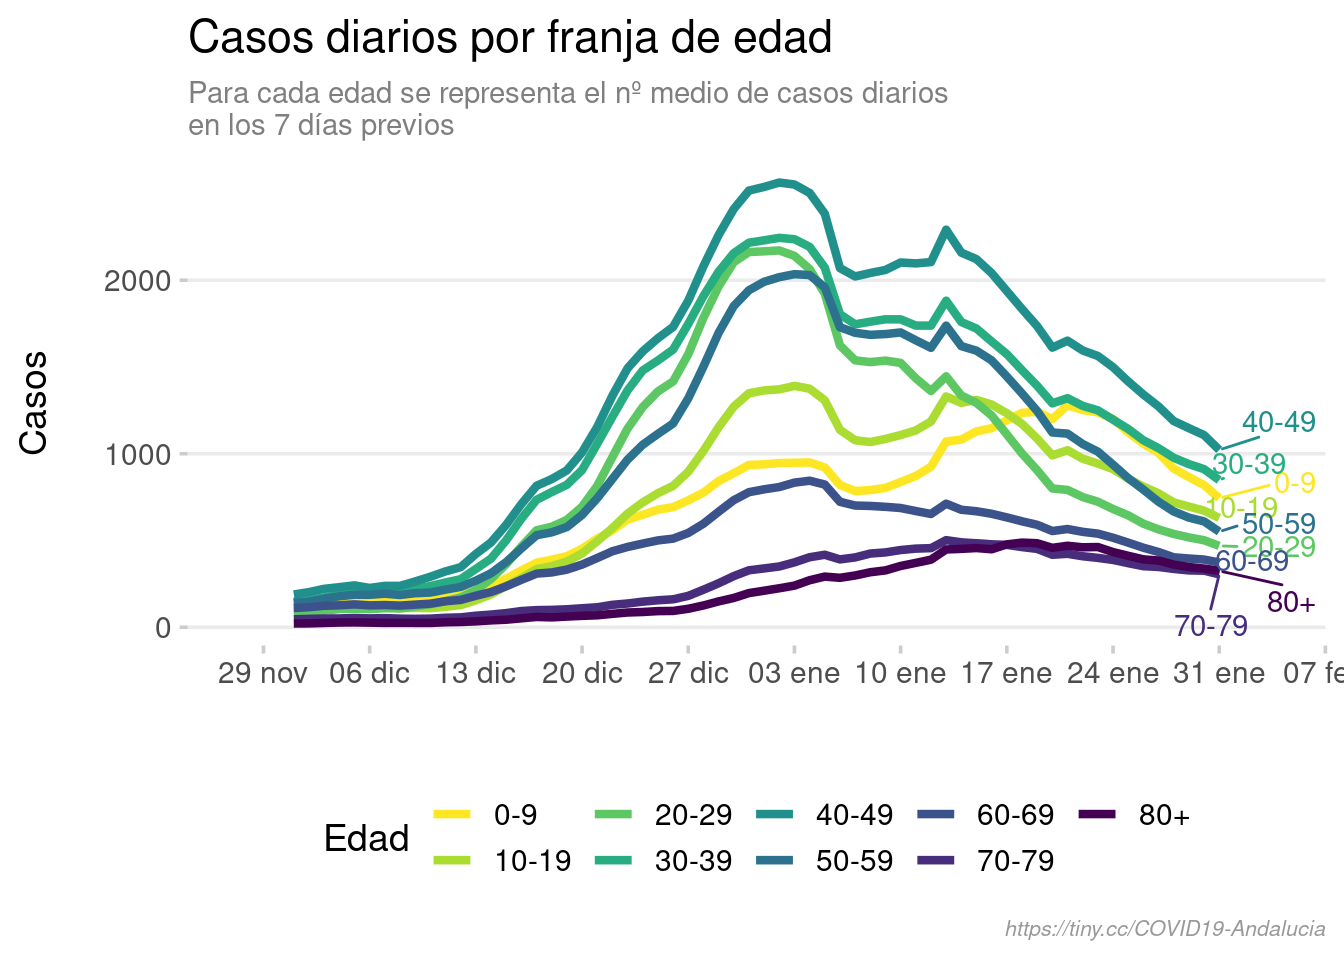 Casos diarios por franja de edad
Para cada edad se representa el nº medio de casos diarios
en los 7 días previos
Casos
2000
1000
0
40-49
30-39
0-9
10-19
50-59
20-29
60-69
80+
70-79
29 nov 06 dic 13 dic 20 dic 27 dic 03 ene 10 ene 17 ene 24 ene 31 ene 07 fe
Edad
0-9 20-29 40-49 60-69 80+
10-19 30-39 50-59 70-79
https://tiny.cc/COVID19-Andalucia